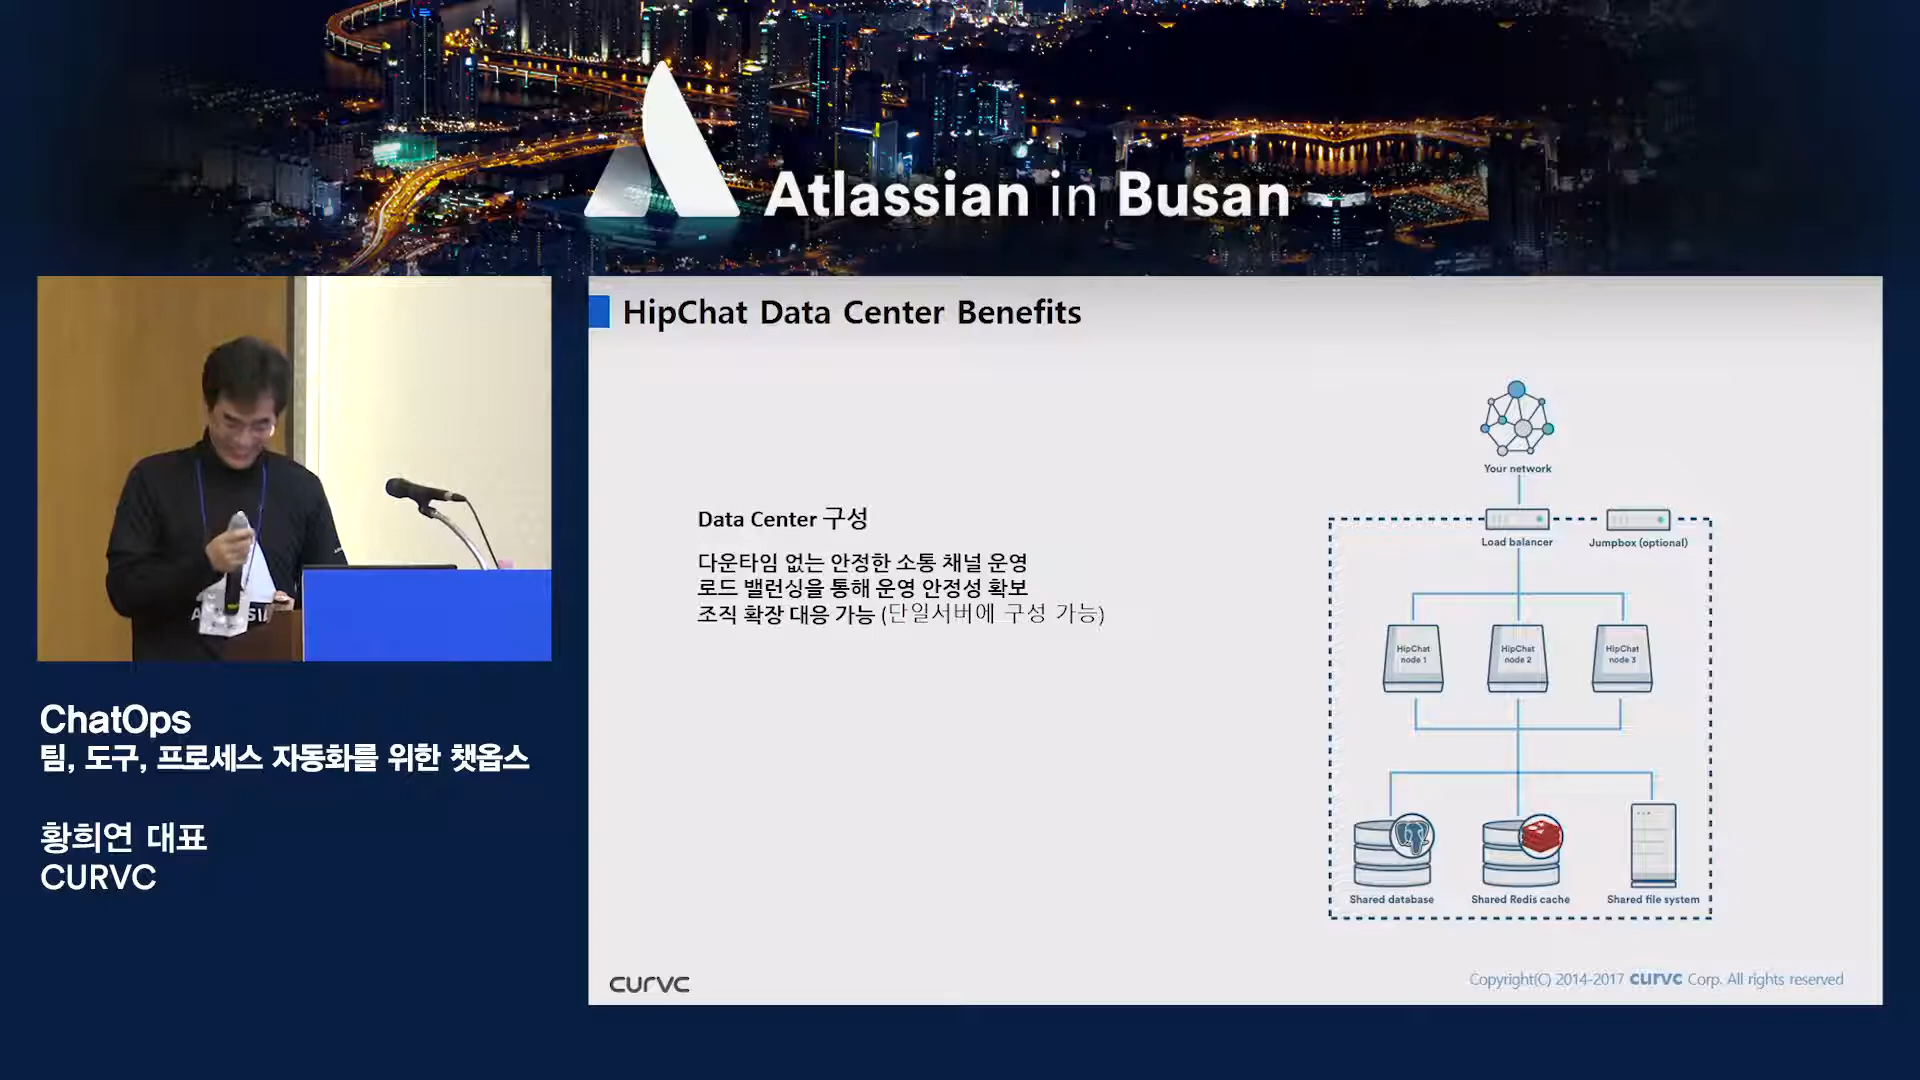 Atlassian in Busan
HipChat Data Center Benefits
Data Center 구성
다운타임 없는 안정한 소통 채널 운영
로드 밸런싱을 통해 운영 안정성 확보
조직 확장 대응 가능 (단일서버에 구성 가능)
Your network
Load balancer
Jumpbox (optional)
HipChat
node 1
HipChat
node 2
HipChat
node 3
Shared database
Shared Redis cache
Shared file system
curvc
Copyright(C) 2014-2017 curvc Corp. All rights reserved
ChatOps
팀, 도구, 프로세스 자동화를 위한 챗옵스
황희연 대표
CURVC